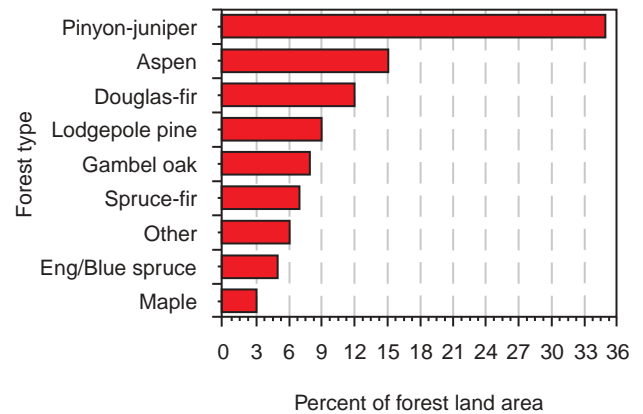 Forest type
Pinyon-juniper
Aspen
Douglas-fir
Lodgepole pine
Gambel oak
Spruce-fir
Other
Eng/Blue spruce
Maple
0 3 6 9 12 15 18 21 24 27 30 33 36
Percent of forest land area